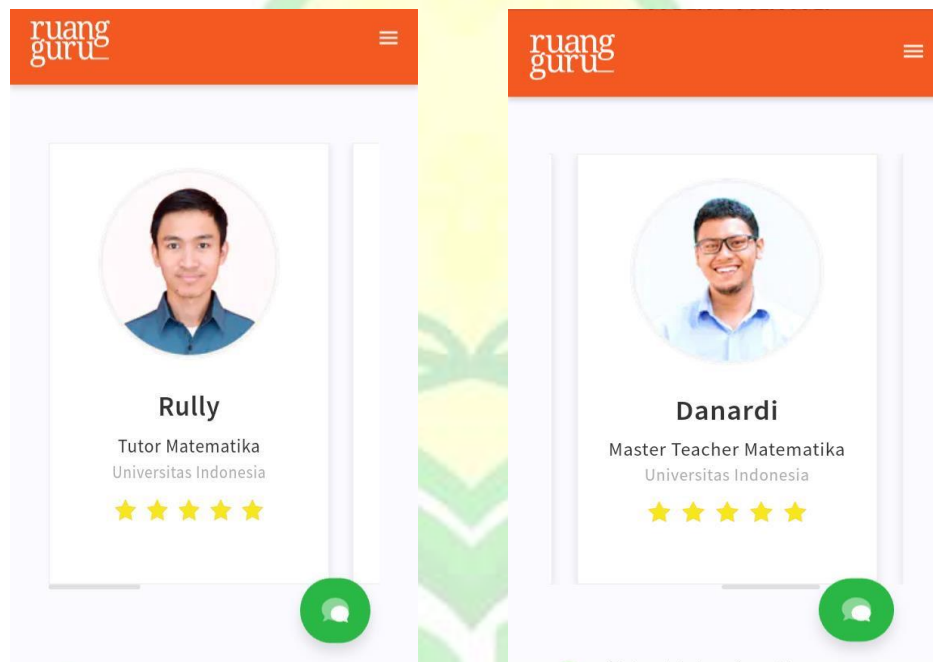 ruang
guru
Rully
Tutor Matematika
Universitas Indonesia
ruang
guru
Danardi
Master Teacher Matematika
Universitas Indonesia